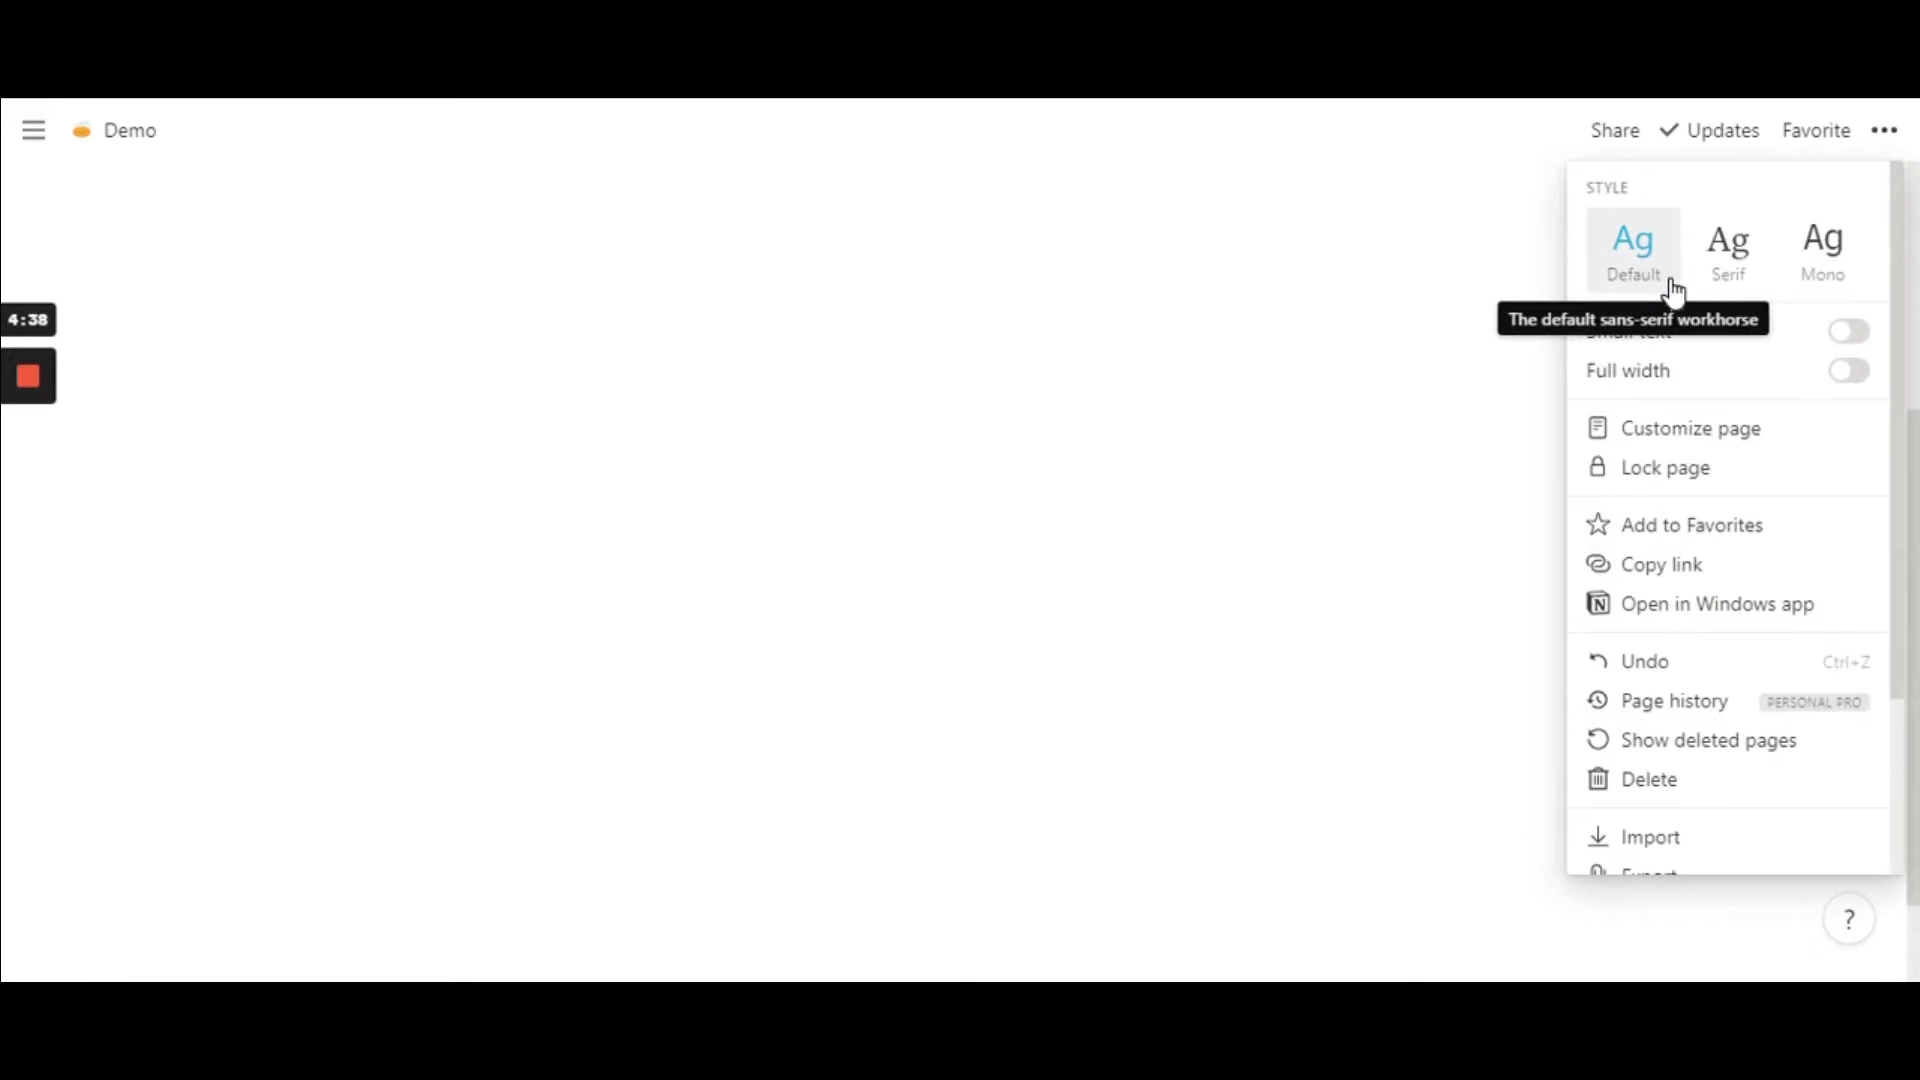 Demo
Share
Updates
Favorite
STYLE
Ag
Default
Ag
Serif
Ag
Mono
4:38
The default sans-serif workhorse
Full width
Customize page
Lock page
Add to Favorites
Copy link
Open in Windows app
Undo
Ctrl+Z
Page history
PERSONAL PRO
Show deleted pages
Delete
Import
?